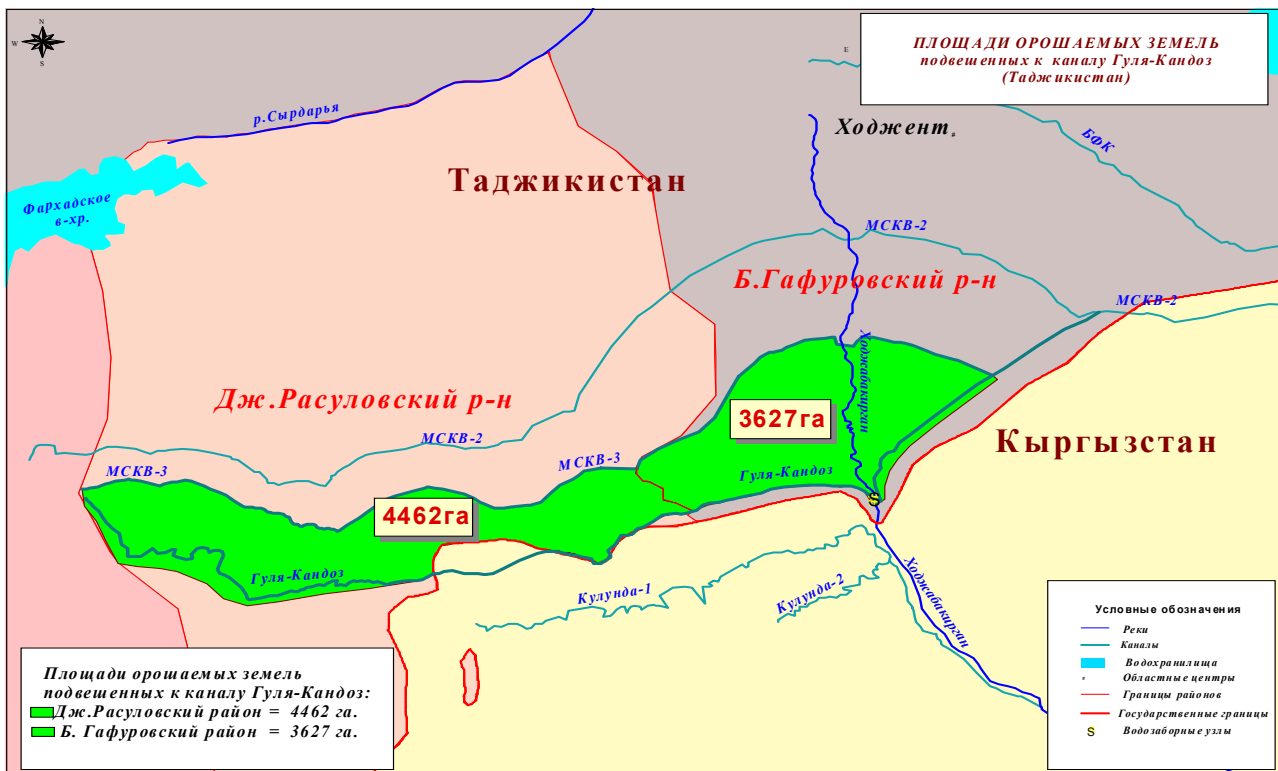 N
W
E
S
ПЛОЩАДИ ОРОШАЕМЫХ ЗЕМЕЛЬ
подвешенных к каналу Гуля-Кандоз
(Таджикистан)
р.Сырдарья
Ходжент
БФК
Таджикистан
Фархадское
в-хр.
МСКВ-2
Б.Гафуровский р-н
МСКВ-2
Ходжабакирган
Дж.Расуловский р-н
3627га
Кыргызстан
МСКВ-2
МСКВ-3
МСКВ-3
Гуля-Кандоз
S
4462га
Гуля-Кандоз
Кулунда-1
Кулунда-2
Ходжабакирган
Площади орошаемых земель
подвешенных к каналу Гуля-Кандоз:
Дж.Расуловский район = 4462 га.
Б. Гафуровский район = 3627 га.
Условные обозначения
Реки
Каналы
Водохранилища
Областные центры
Границы районов
Государственные границы
S Водозаборные узлы